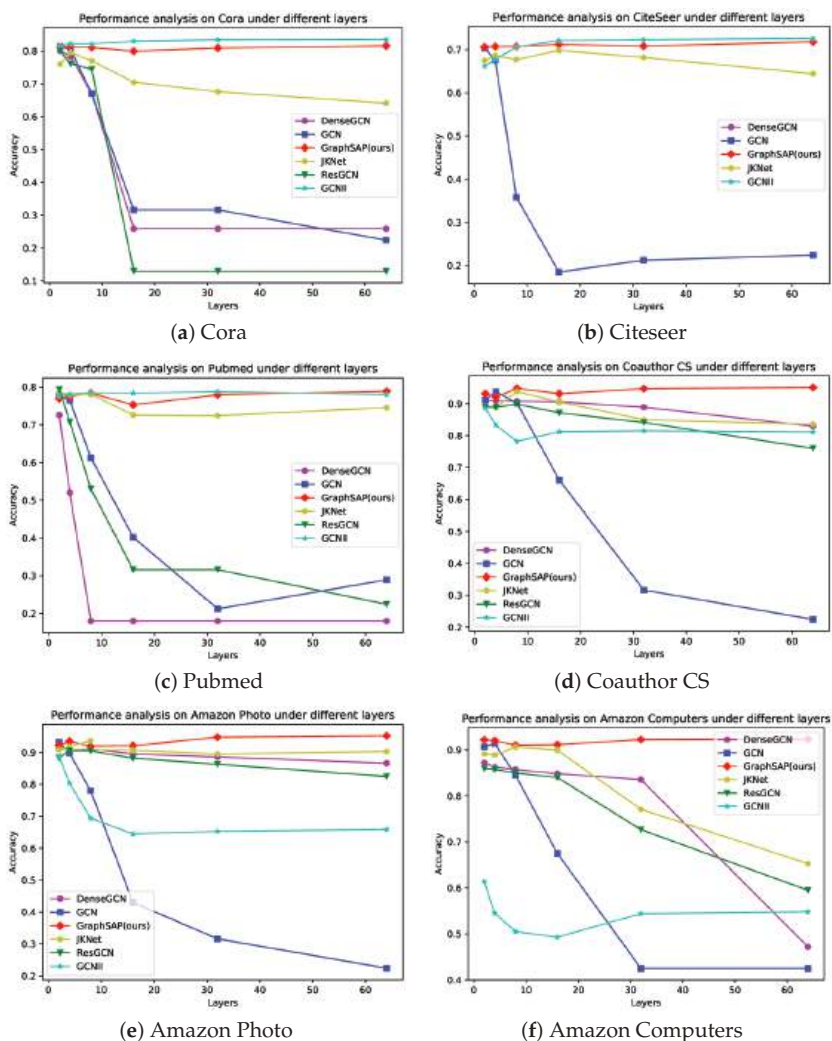 Performance analysis on Cora under different layers
Accuracy
0.8
0.7
0.6
0.5
0.4
0.3
0.2
0.1
DenseGCN
GCN
GraphSAP(ours)
JKNet
ResGCN
GCNII
0 10 20 30 40 50 60
Layers
(a) Cora
Performance analysis on CiteSeer under different layers
Accuracy
0.7
0.6
0.5
0.4
0.3
0.2
DenseGCN
GCN
GraphSAP(ours)
JKNet
ResGCN
GCNII
0 10 20 30 40 50 60
Layers
(b) Citeseer
Performance analysis on Pubmed under different layers
Accuracy
0.8
0.7
0.6
0.5
0.4
0.3
0.2
DenseGCN
GCN
GraphSAP(ours)
JKNet
ResGCN
GCNII
0 10 20 30 40 50 60
Layers
(c) Pubmed
Performance analysis on Coauthor CS under different layers
Accuracy
0.9
0.8
0.7
0.6
0.5
0.4
0.3
0.2
DenseGCN
GCN
GraphSAP(ours)
JKNet
ResGCN
GCNII
0 10 20 30 40 50 60
Layers
(d) Coauthor CS
Performance analysis on Amazon Photo under different layers
Accuracy
0.9
0.8
0.7
0.6
0.5
0.4
0.3
0.2
DenseGCN
GCN
GraphSAP(ours)
JKNet
ResGCN
GCNII
0 10 20 30 40 50 60
Layers
(e) Amazon Photo
Performance analysis on Amazon Computers under different layers
Accuracy
0.9
0.8
0.7
0.6
0.5
0.4
DenseGCN
GCN
GraphSAP(ours)
JKNet
ResGCN
GCNII
0 10 20 30 40 50 60
Layers
(f) Amazon Computers